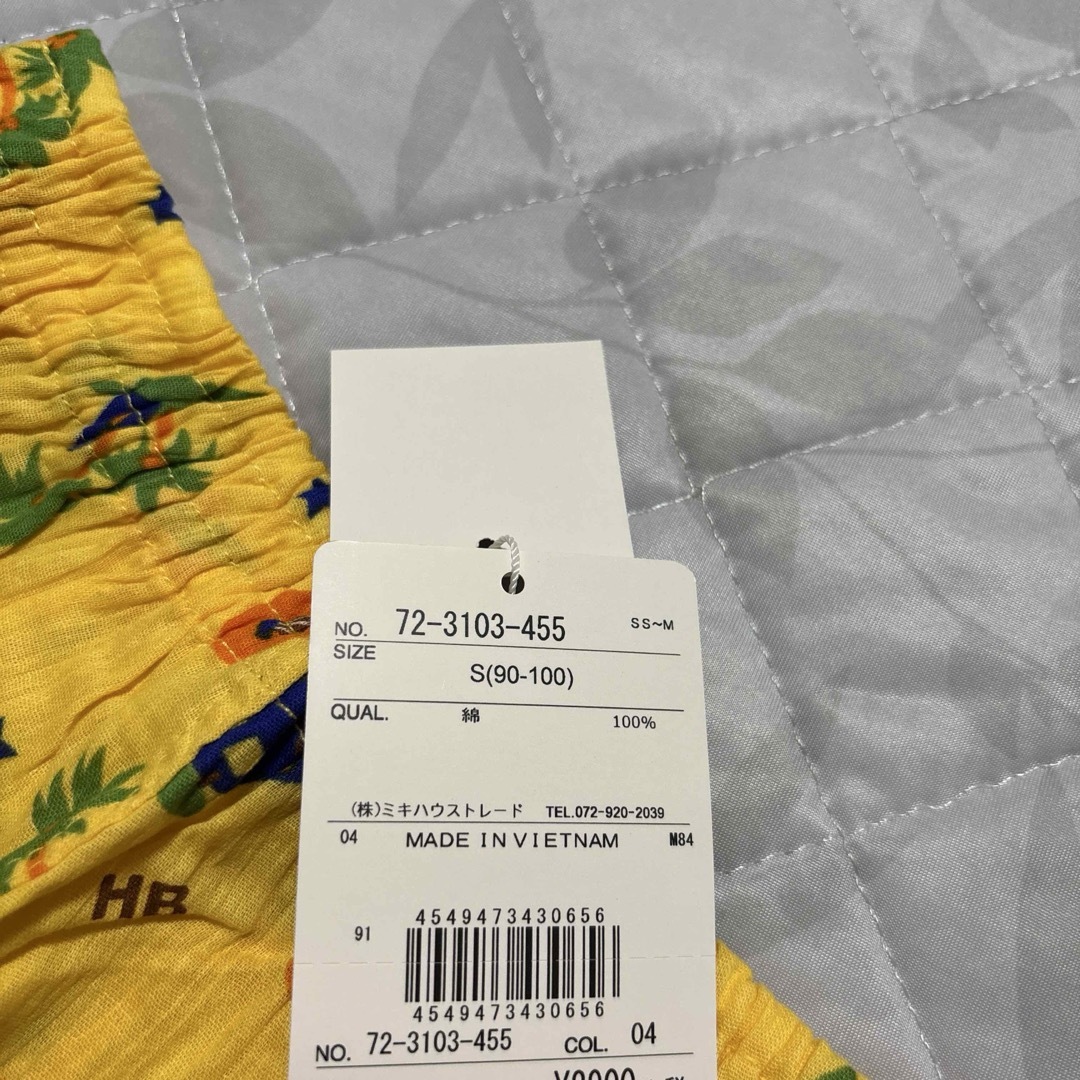 NO. 72-3103-455 SS~M
SIZE
S(90-100)
QUAL. 綿 100%
(株)ミキハウストレード TEL.072-920-2039
04 MADE IN VIETNAM M84
4549473430656
91
4549473430656
NO. 72-3103-455 COL. 04
HB